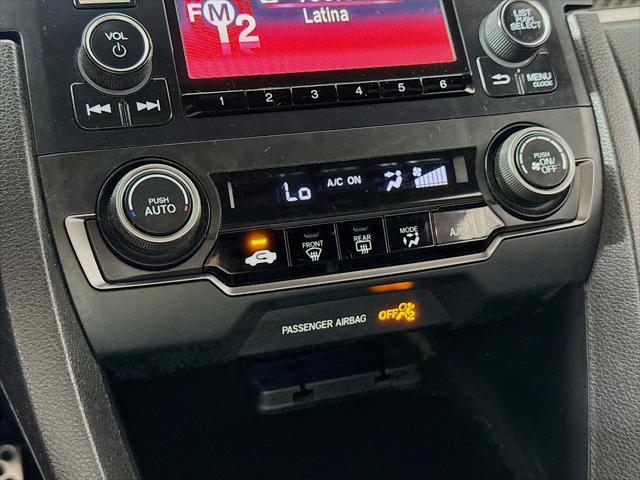 VOL
FM2
Latina
LIST
PUSH
SELECT
1 2 3 4 5 6
MENU
CLOCK
PUSH
AUTO
Lo A/C ON
PUSH
ON/
OFF
FRONT
REAR
MODE
A/C
PASSENGER AIRBAG OFF 2